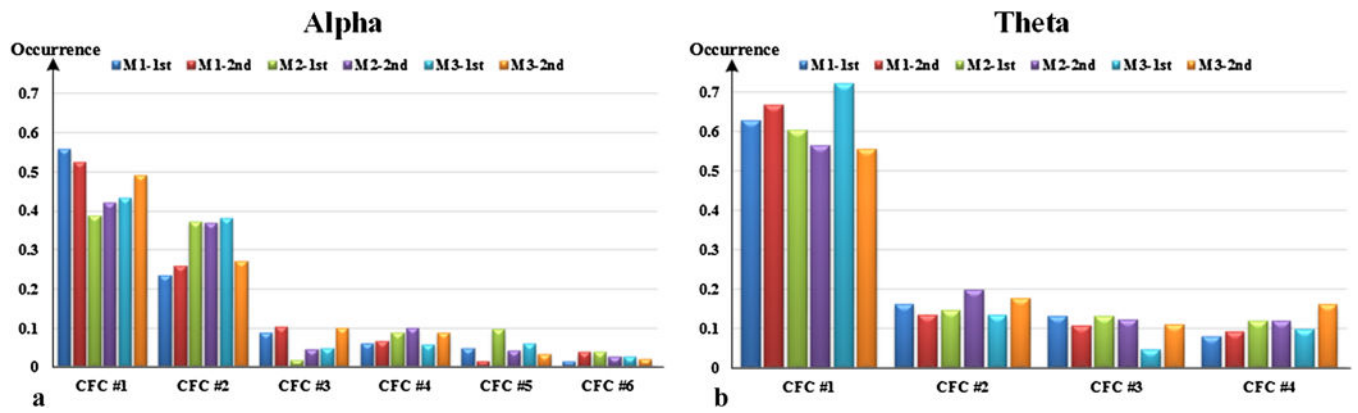 Alpha
Occurrence
M1-1st M1-2nd M2-1st M2-2nd M3-1st M3-2nd
0.7
0.6
0.5
0.4
0.3
0.2
0.1
0
CFC #1 CFC #2 CFC #3 CFC #4 CFC #5 CFC #6
a
Theta
Occurrence
M1-1st M1-2nd M2-1st M2-2nd M3-1st M3-2nd
0.7
0.6
0.5
0.4
0.3
0.2
0.1
0
CFC #1 CFC #2 CFC #3 CFC #4
b